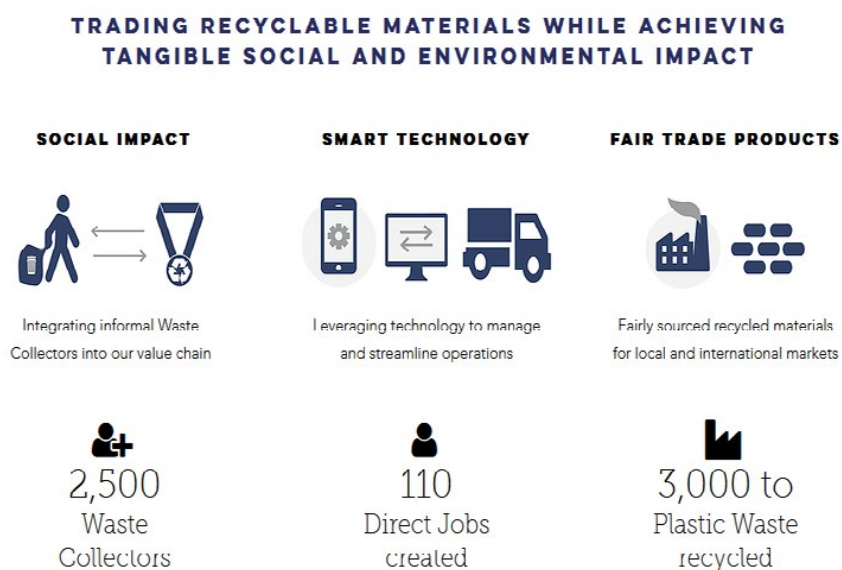 TRADING RECYCLABLE MATERIALS WHILE ACHIEVING
TANGIBLE SOCIAL AND ENVIRONMENTAL IMPACT
SOCIAL IMPACT
Integrating informal Waste
Collectors into our value chain
2,500
Waste
Collectors
SMART TECHNOLOGY
Leveraging technology to manage
and streamline operations
110
Direct Jobs
created
FAIR TRADE PRODUCTS
Fairly sourced recycled materials
for local and international markets
3,000 to
Plastic Waste
recycled